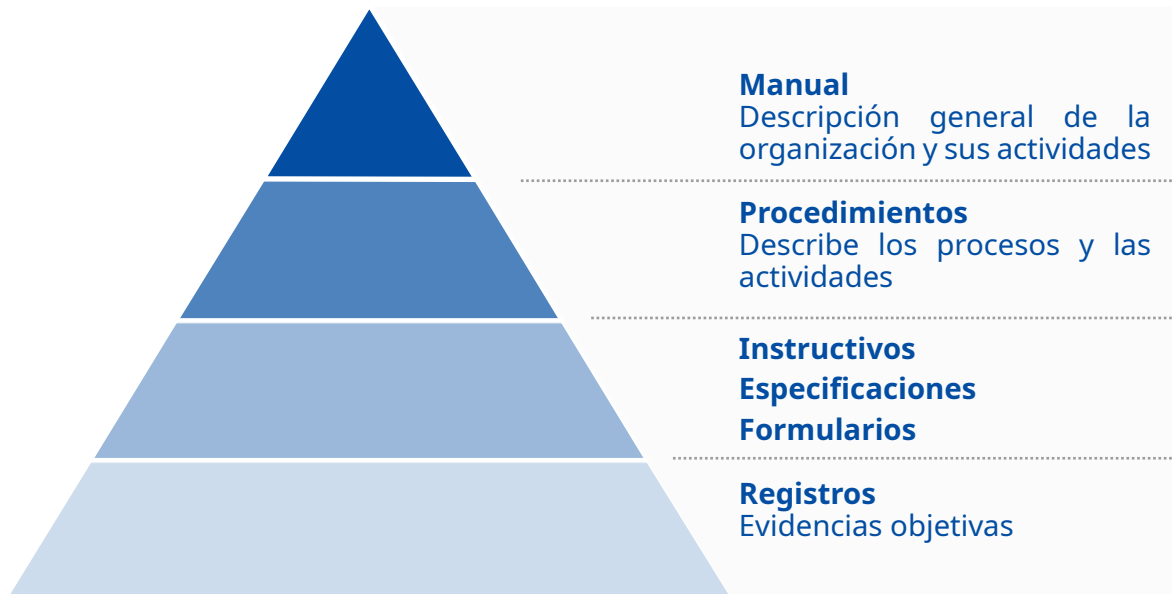 Manual
Descripción general de la
organización y sus actividades
Procedimientos
Describe los procesos y las
actividades
Instructivos
Especificaciones
Formularios
Registros
Evidencias objetivas